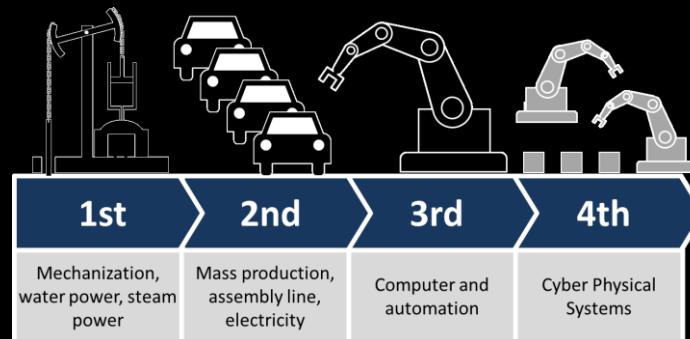 1st
2nd
3rd
4th
Mechanization,
water power, steam
power
Mass production,
assembly line,
electricity
Computer and
automation
Cyber Physical
Systems